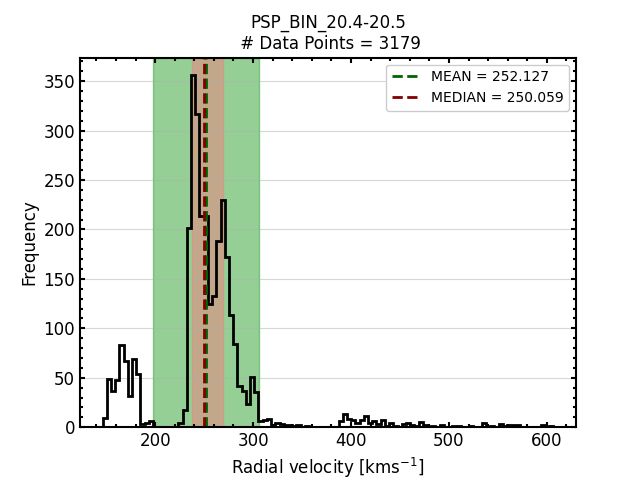 PSP_BIN_20.4-20.5
# Data Points = 3179
MEAN = 252.127
MEDIAN = 250.059
350
300
250
200
150
100
50
0
Frequency
200 300 400 500 600
Radial velocity [kms⁻¹]